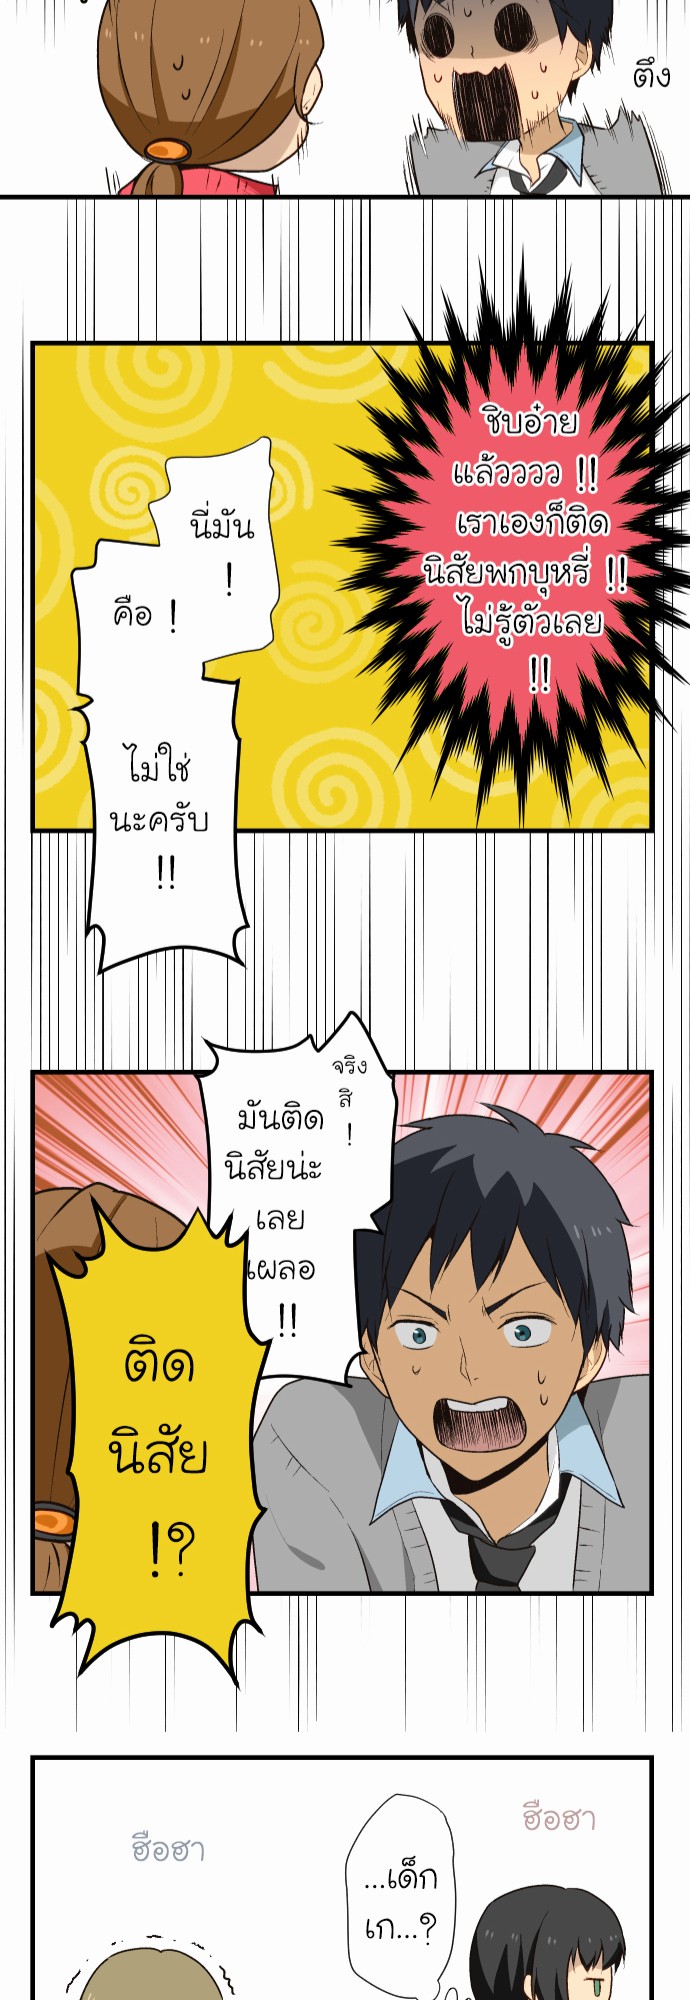 ตึง
ชิบอ๋าย
แล้วววว !!
เราเองก็ติด
นิสัยพกบุหรี่ !!
ไม่รู้ตัวเลย
!!
นี่มัน
!
คือ !
ไม่ใช่
นะครับ
!!
จริง
สิ
!
มันติด
นิสัยน่ะ
เลย
เผลอ
!!
ติด
นิสัย
!?
ฮือฮา
ฮือฮา
...เด็ก
เก...?